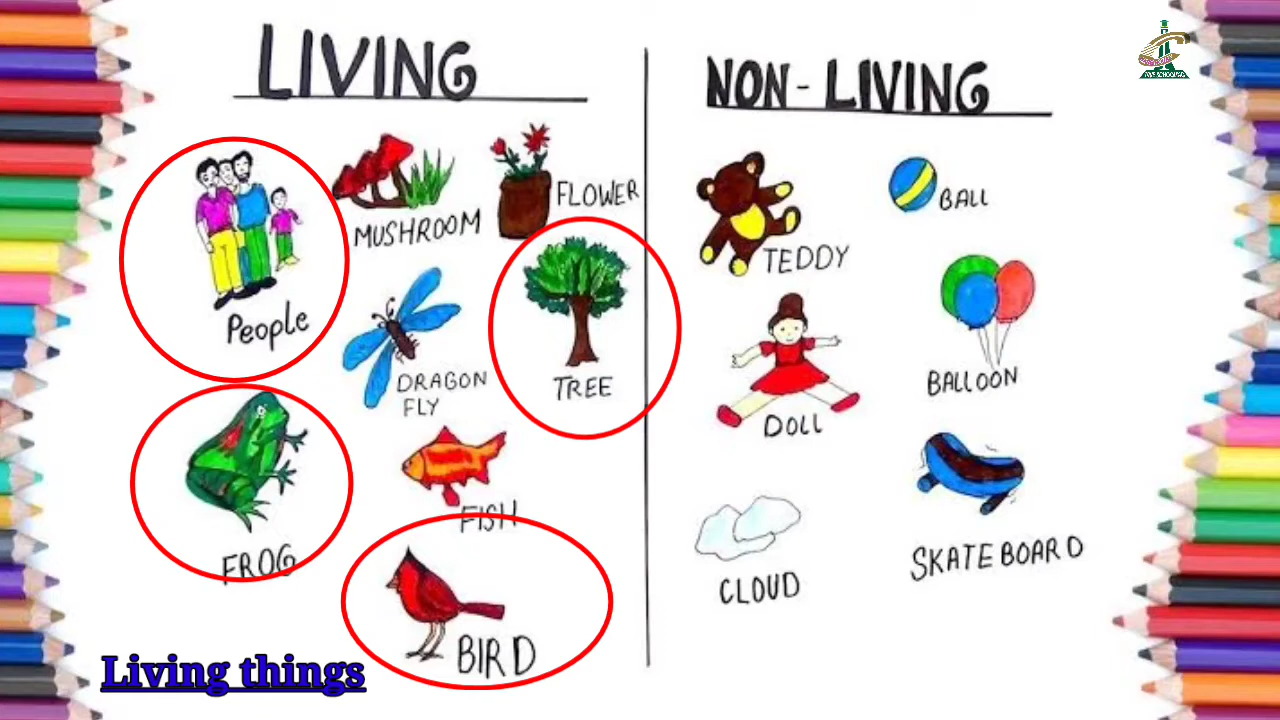 LIVING
NON-LIVING
MUSHROOM
FLOWER
People
TEDDY
BALL
DRAGON
FLY
TREE
DOLL
BALLOON
FROG
FISH
CLOUD
SKATE BOARD
BIRD
Living things